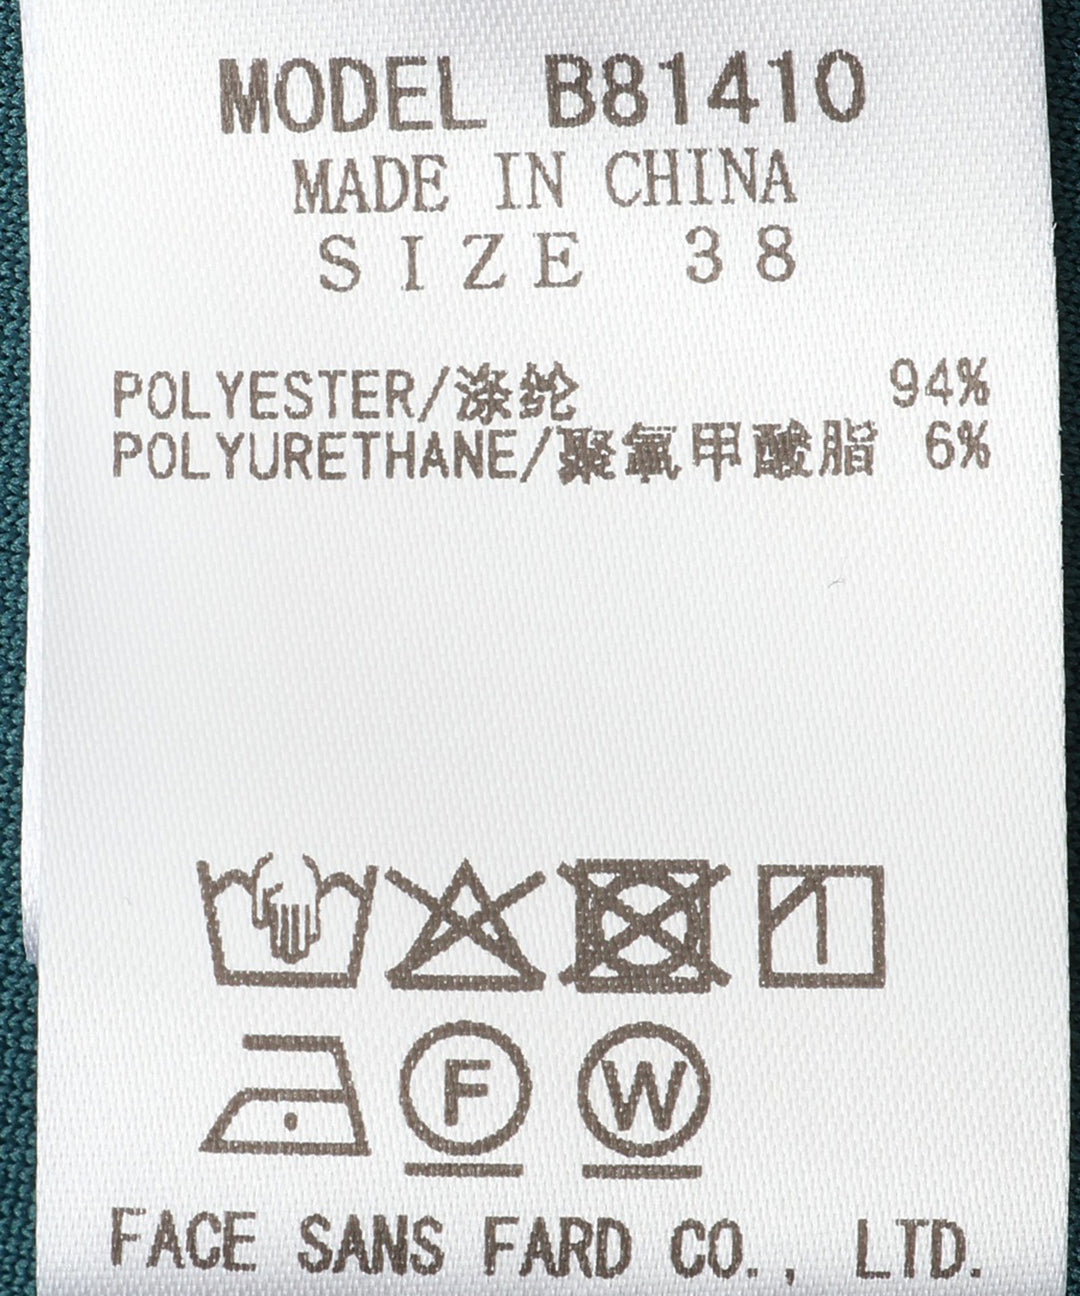 MODEL B81410
MADE IN CHINA
SIZE 38
POLYESTER/涤纶 94%
POLYURETHANE/聚氰甲酸脂 6%
F W
FACE SANS FARD CO., LTD.